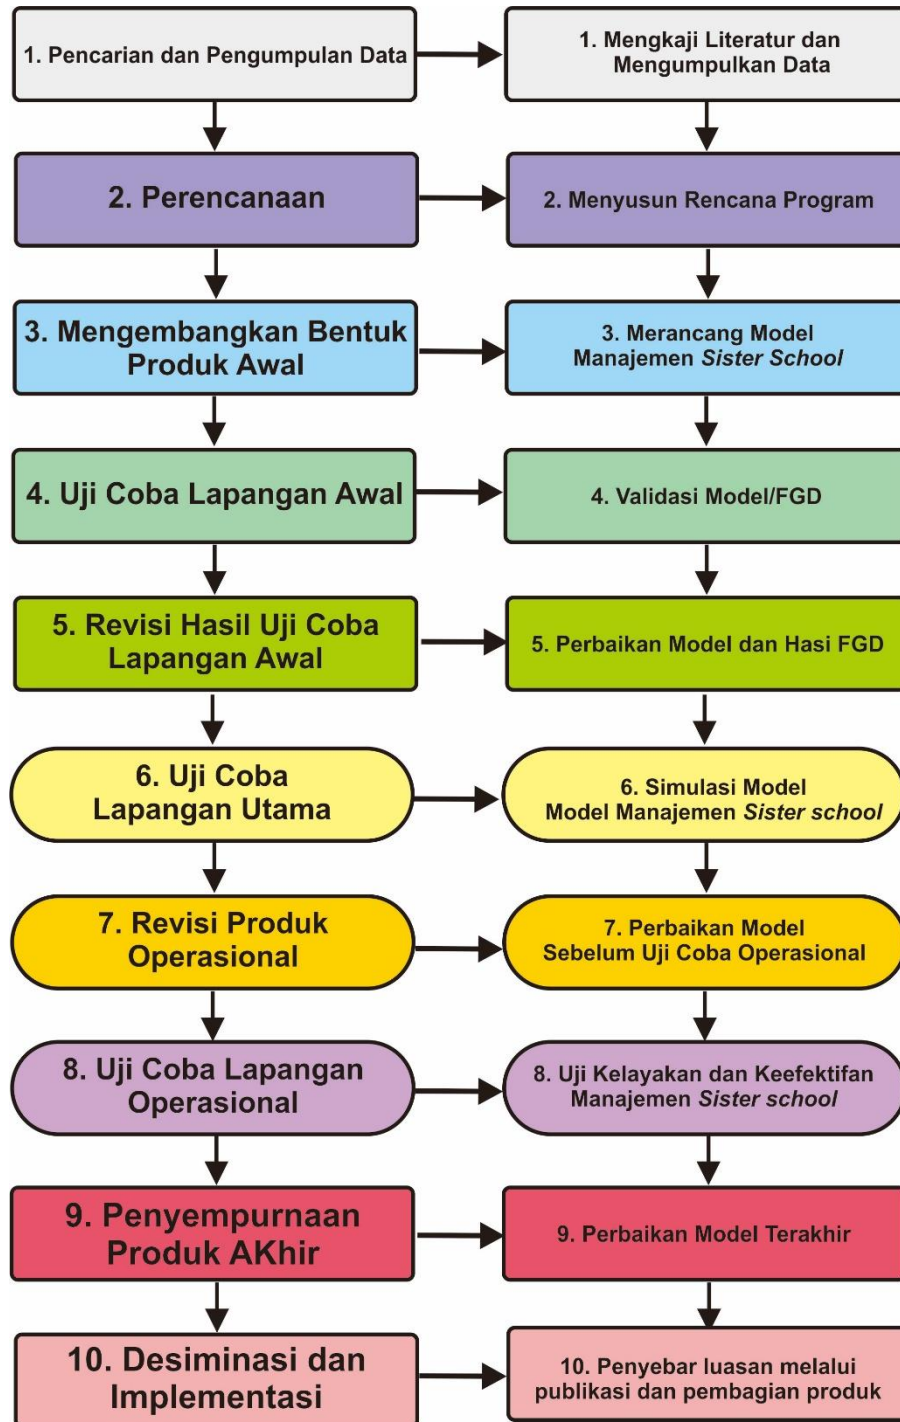 1. Pencarian dan Pengumpulan Data
1. Mengkaji Literatur dan
Mengumpulkan Data
2. Perencanaan
2. Menyusun Rencana Program
3. Mengembangkan Bentuk
Produk Awal
3. Merancang Model
Manajemen Sister School
4. Uji Coba Lapangan Awal
4. Validasi Model/FGD
5. Revisi Hasil Uji Coba
Lapangan Awal
5. Perbaikan Model dan Hasi FGD
6. Uji Coba
Lapangan Utama
6. Simulasi Model
Model Manajemen Sister school
7. Revisi Produk
Operasional
7. Perbaikan Model
Sebelum Uji Coba Operasional
8. Uji Coba Lapangan
Operasional
8. Uji Kelayakan dan Keefektifan
Manajemen Sister school
9. Penyempurnaan
Produk AKhir
9. Perbaikan Model Terakhir
10. Desiminasi dan
Implementasi
10. Penyebar luasan melalui
publikasi dan pembagian produk